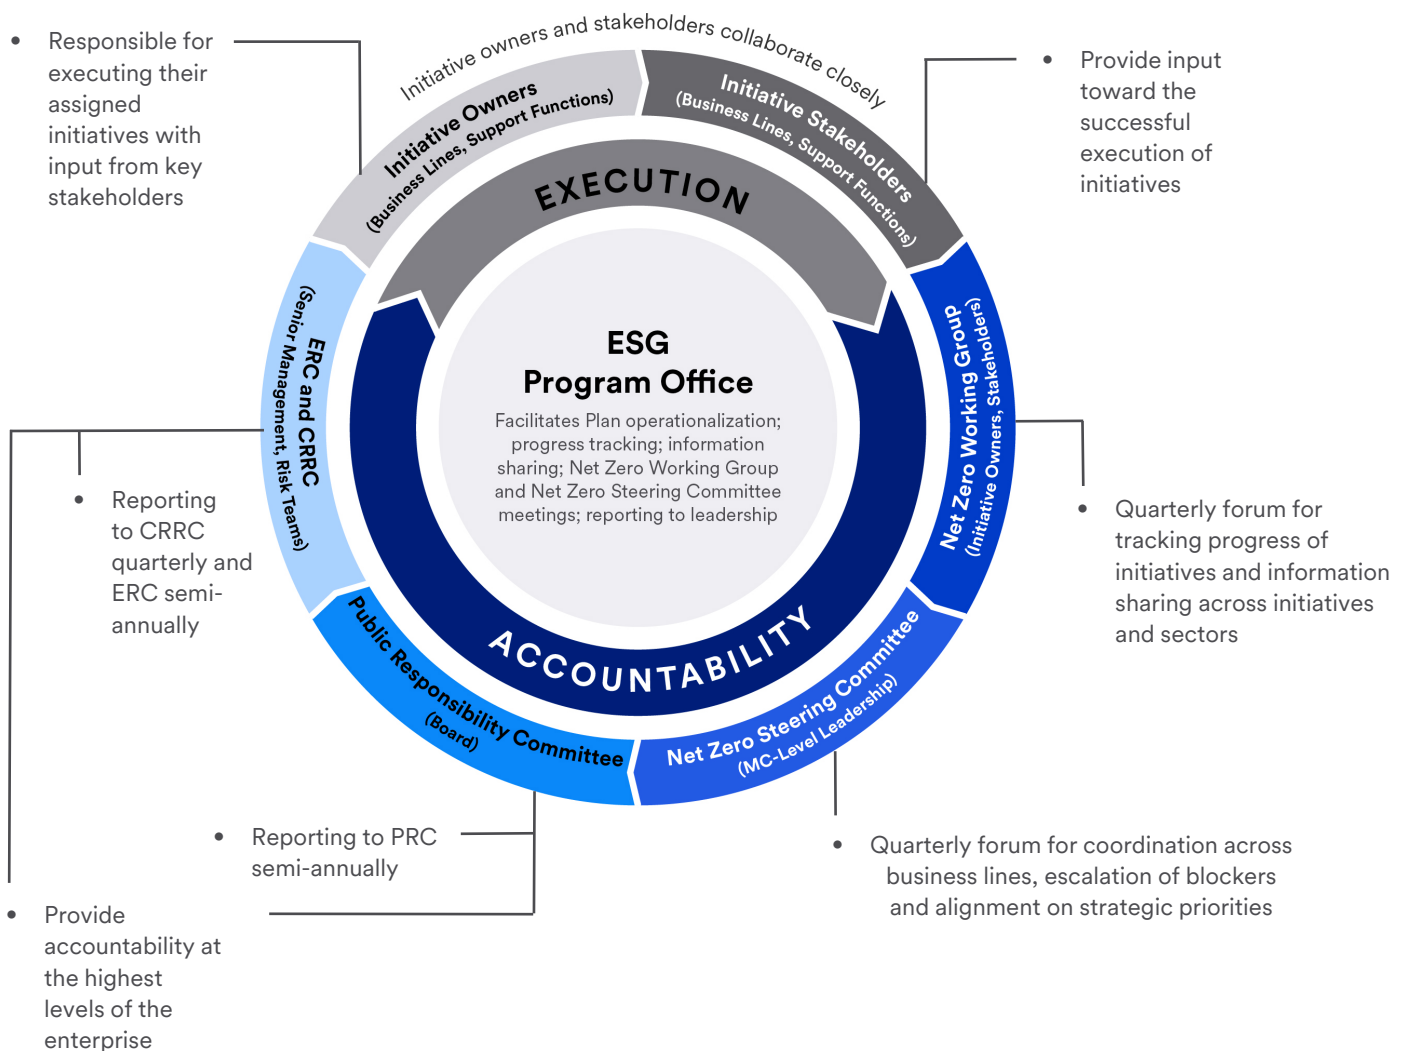 Initiative owners and stakeholders collaborate closely
• Responsible for
executing their
assigned
initiatives with
input from key
stakeholders
Initiative Owners
(Business Lines, Support Functions)
Initiative Stakeholders
(Business Lines, Support Functions)
• Provide input
toward the
successful
execution of
initiatives
EXECUTION
ESG
Program Office
Facilitates Plan operationalization;
progress tracking; information
sharing; Net Zero Working Group
and Net Zero Steering Committee
meetings; reporting to leadership
ACCOUNTABILITY
Net Zero Working Group
(Initiative Owners, Stakeholders)
• Quarterly forum for
tracking progress of
initiatives and information
sharing across initiatives
and sectors
Net Zero Steering Committee
(MC-Level Leadership)
• Quarterly forum for coordination across
business lines, escalation of blockers
and alignment on strategic priorities
Public Responsibility Committee
(Board)
• Reporting to PRC
semi-annually
ERC and CRRC
(Senior Management, Risk Teams)
• Reporting
to CRRC
quarterly and
ERC semi-
annually
• Provide
accountability at
the highest
levels of the
enterprise